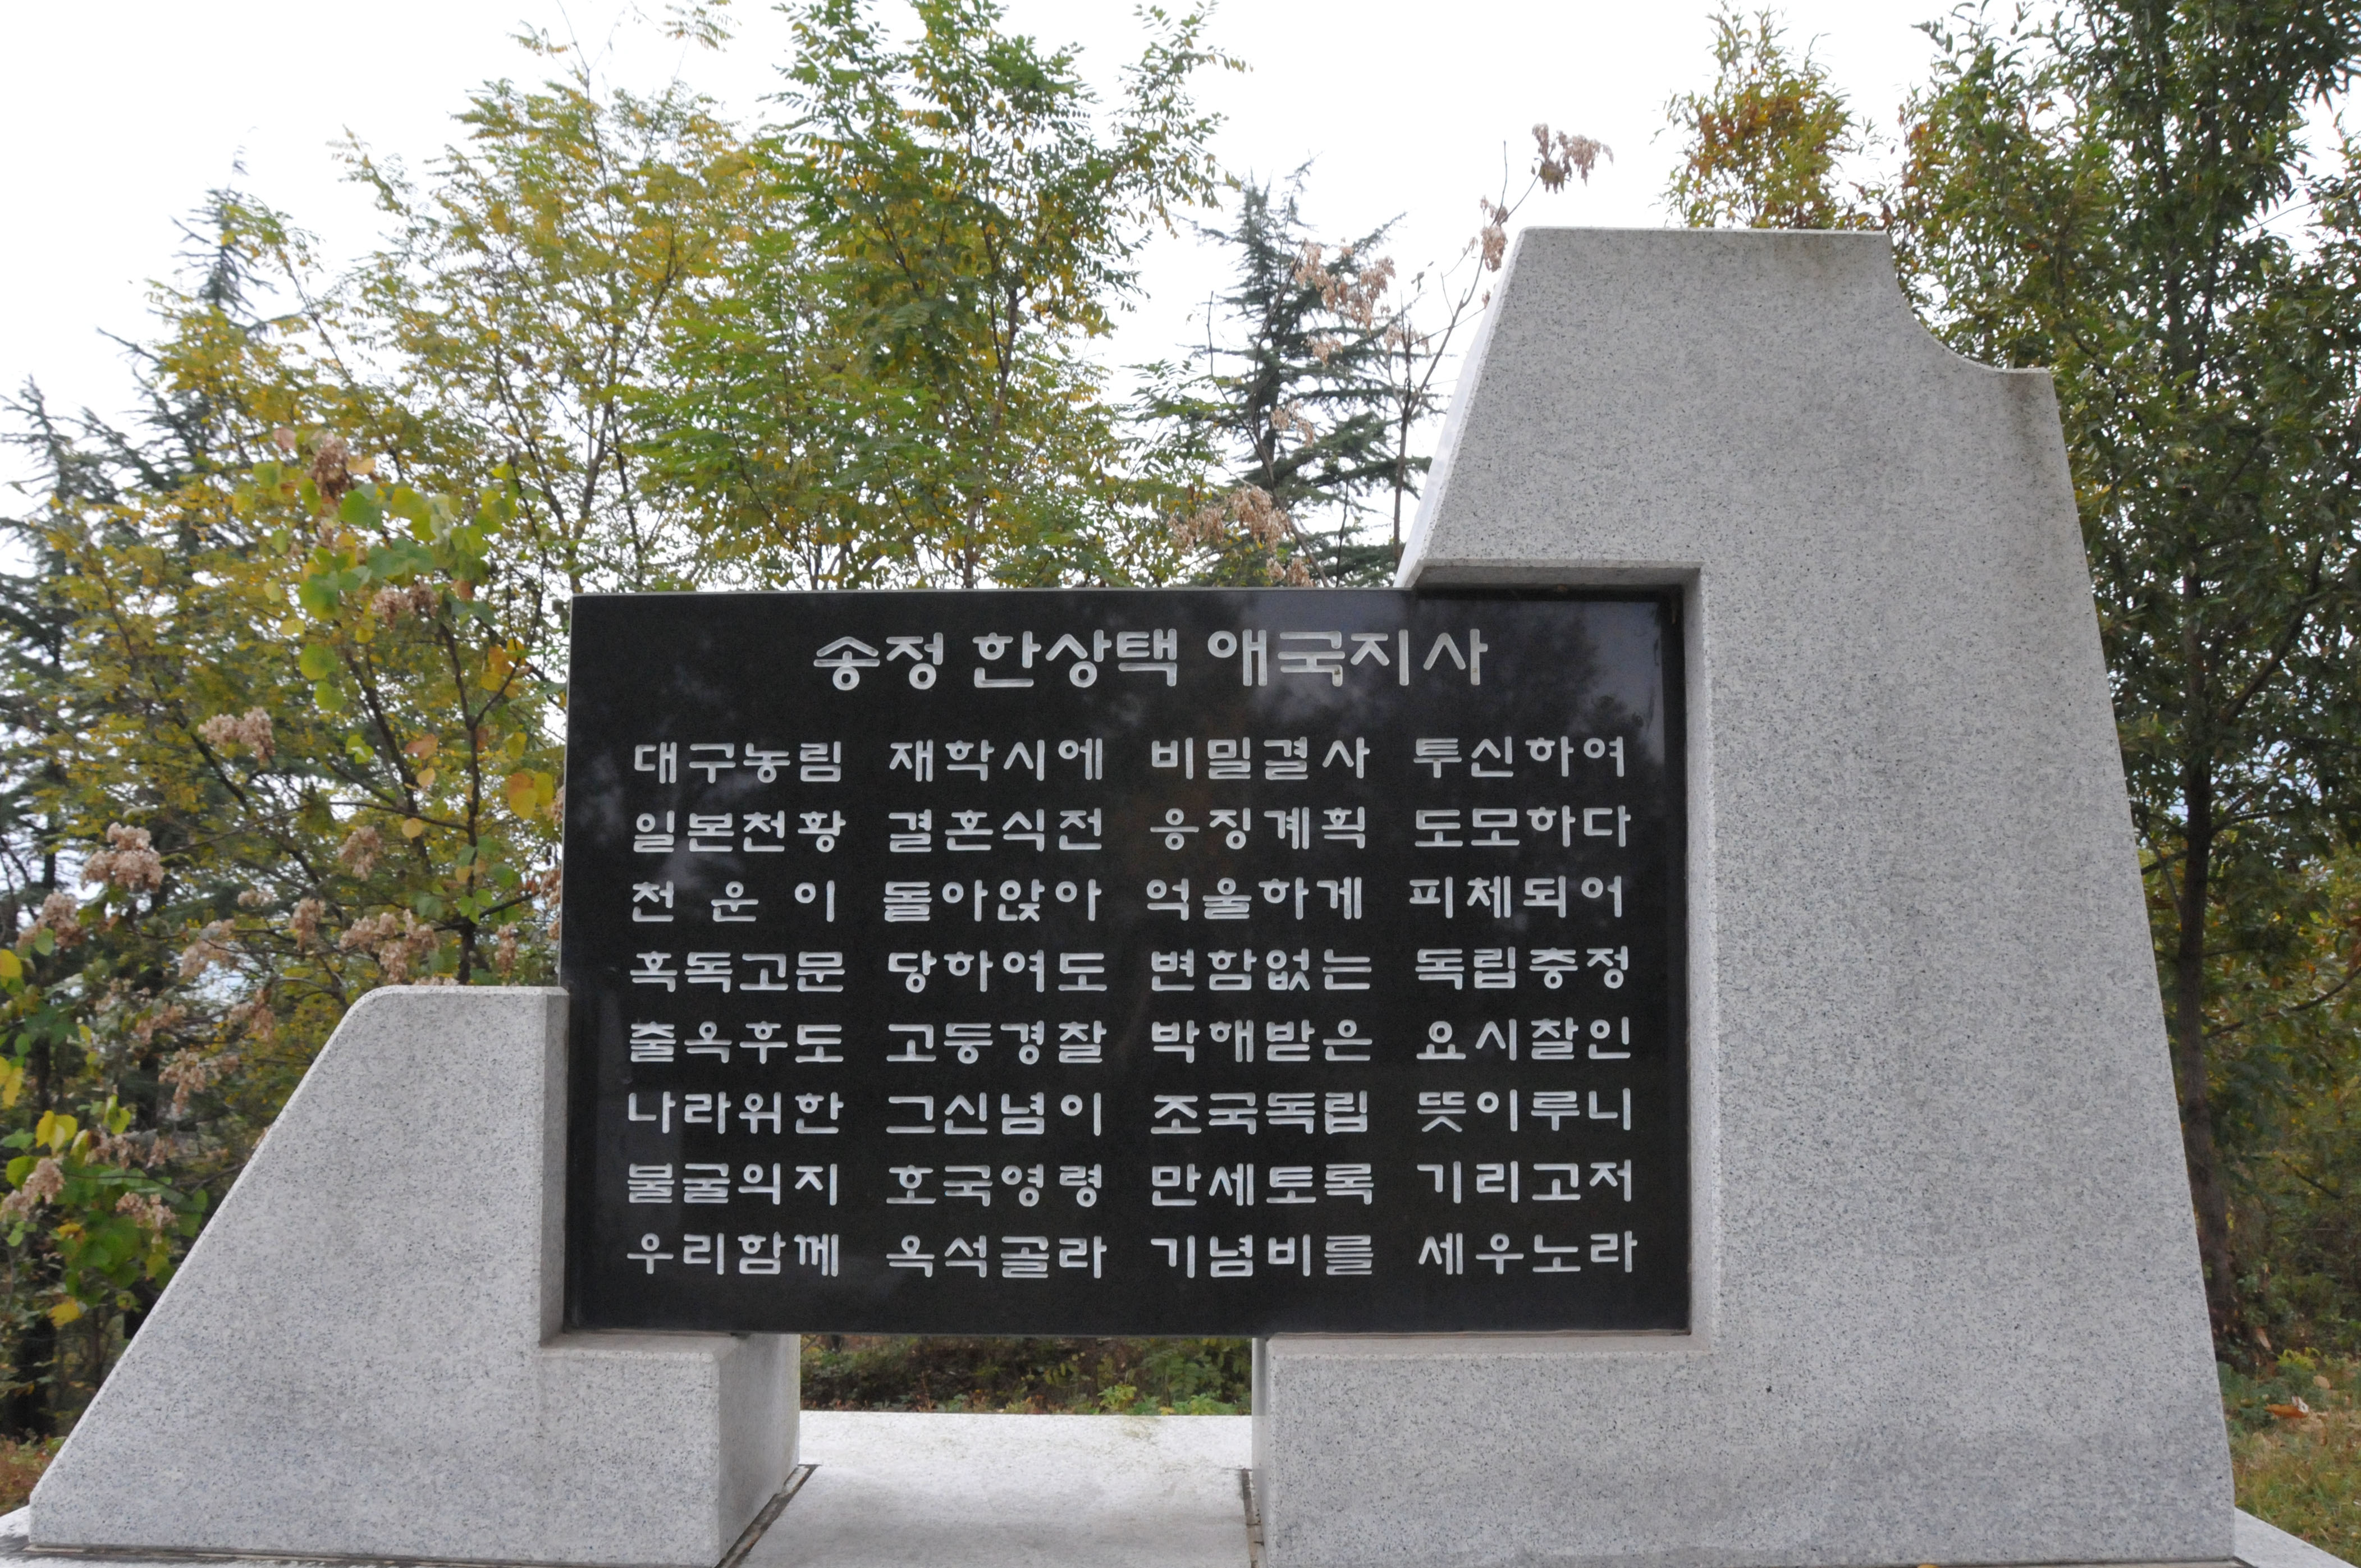 송정 한상택 애국지사
대구농림 재학시에 비밀결사 투신하여
일본천황 결혼식전 응징계획 도모하다
천 운 이 돌아앉아 억울하게 피체되어
혹독고문 당하여도 변함없는 독립충정
출옥후도 고등경찰 박해받은 요시찰인
나라위한 그신념이 조국독립 뜻이루니
불굴의지 호국영령 만세토록 기리고저
우리함께 옥석골라 기념비를 세우노라